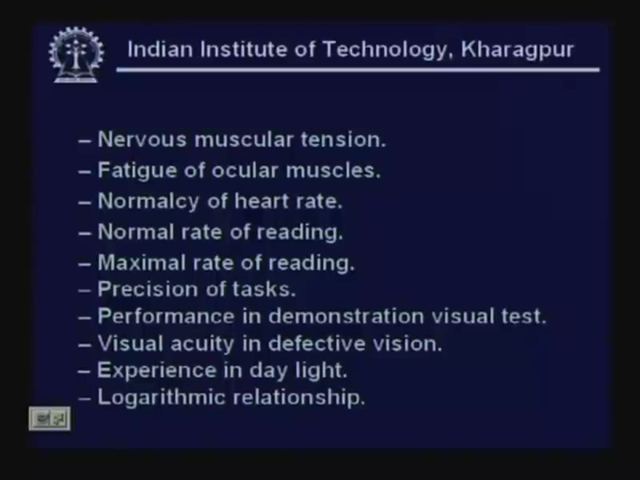 Indian Institute of Technology, Kharagpur
– Nervous muscular tension.
– Fatigue of ocular muscles.
– Normalcy of heart rate.
– Normal rate of reading.
– Maximal rate of reading.
– Precision of tasks.
– Performance in demonstration visual test.
– Visual acuity in defective vision.
– Experience in day light.
– Logarithmic relationship.